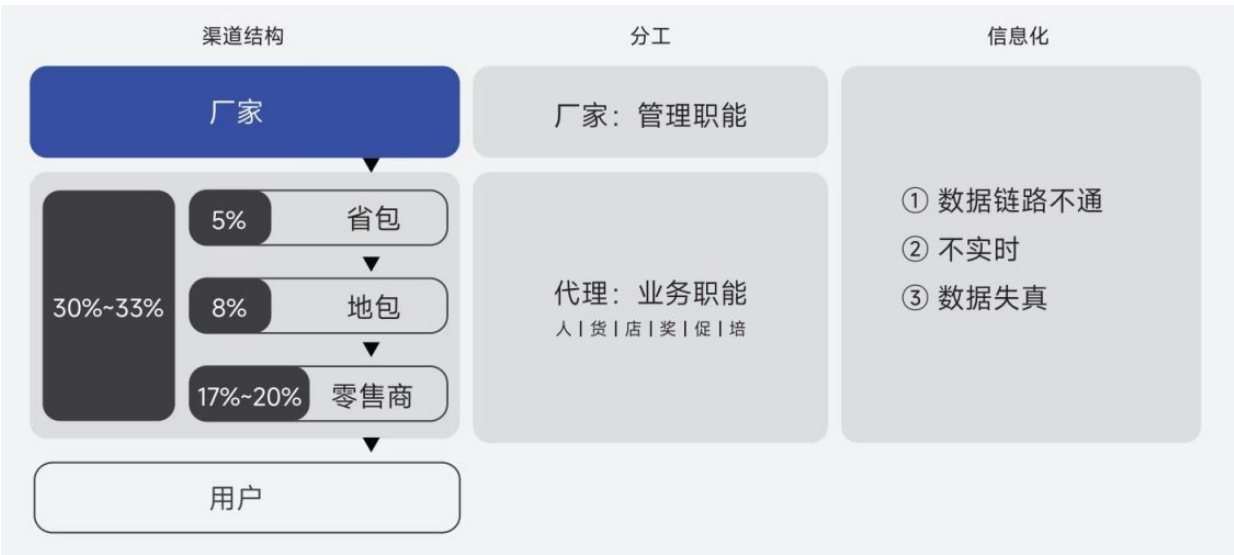 渠道结构
分工
信息化
厂家
厂家：管理职能
30%~33%
5% 省包
8% 地包
17%~20% 零售商
代理：业务职能
人|货|店|奖|促|培
① 数据链路不通
② 不实时
③ 数据失真
用户